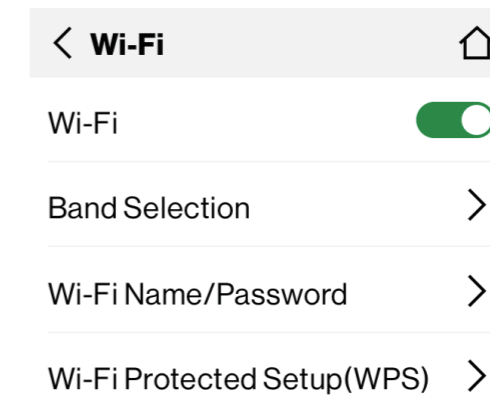 Wi-Fi
Wi-Fi
Band Selection
Wi-Fi Name/Password
Wi-Fi Protected Setup(WPS)